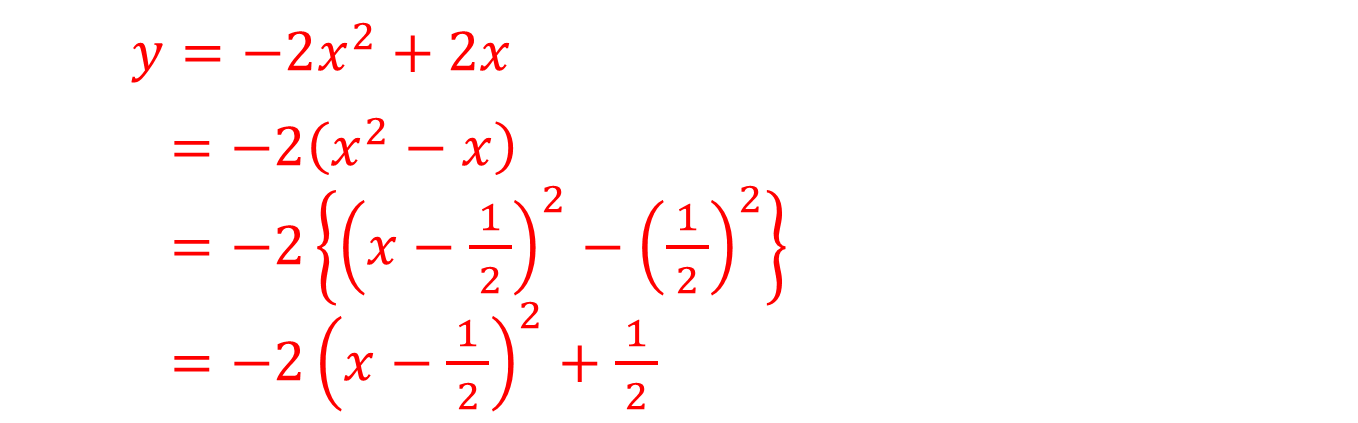 y = −2x² + 2x
= −2(x² − x)
= −2{(x − 1/2)² − (1/2)²}
= −2(x − 1/2)² + 1/2